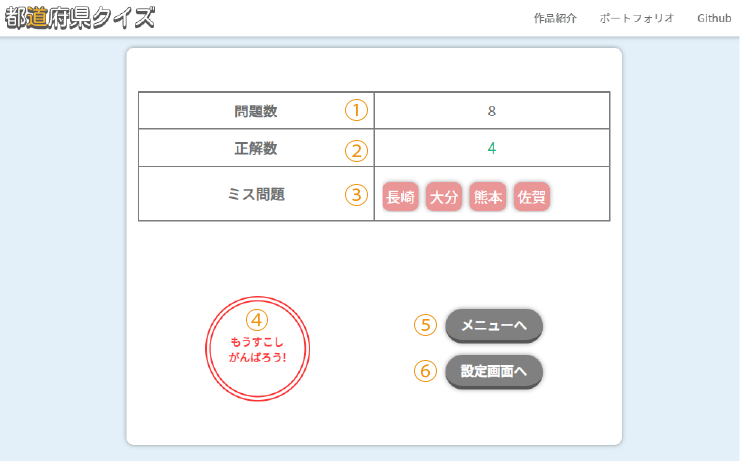 都道府県クイズ
作品紹介 ポートフォリオ Github
問題数 ① 8
正解数 ② 4
ミス問題 ③ 長崎 大分 熊本 佐賀
④
もうすこし
がんばろう!
⑤ メニューへ
⑥ 設定画面へ